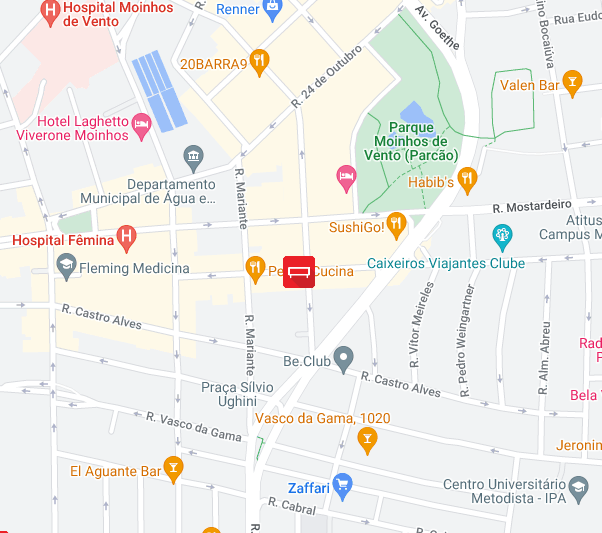 Hospital Moinhos
de Vento
Renner
Av. Goethe
ino Bocaiúva
Rua Eudo
20BARRA9
R. 24 de Outubro
Valen Bar
Hotel Laghetto
Viverone Moinhos
Parque
Moinhos de
Vento (Parcão)
Departamento
Municipal de Água e...
R. Mariante
Habib's
R. Mostardeiro
SushiGo!
Atitus
Campus M
Hospital Fêmina
H
H
Caixeiros Viajantes Clube
Fleming Medicina
Pe
Cucina
R. Castro Alves
R. Mariante
R. Vitor Meireles
R. Pedro Weingartner
R. Alm. Abreu
Rad
F
Be.Club
R. Castro Alves
Praça Sílvio
Ughini
Bela
R. Vasco da Gama
Vasco da Gama, 1020
Jeronim
El Aguante Bar
Zaffari
Centro Universitário
Metodista - IPA
R. Cabral
R. Cabral
R.